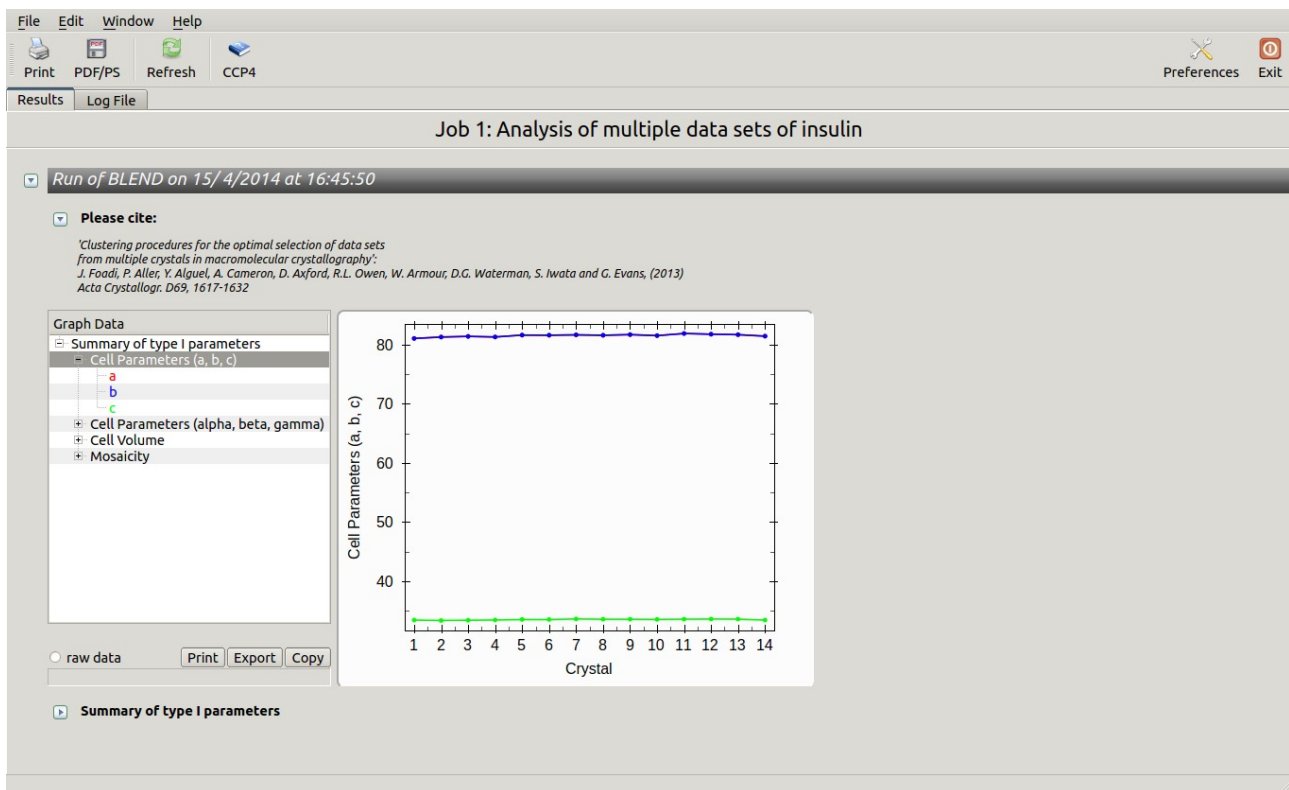 File Edit Window Help
Print PDF/PS Refresh CCP4 Preferences Exit
Results Log File
Job 1: Analysis of multiple data sets of insulin
Run of BLEND on 15/ 4/2014 at 16:45:50
Please cite:
'Clustering procedures for the optimal selection of data sets
from multiple crystals in macromolecular crystallography':
J. Foadi, P. Aller, Y. Alguel, A. Cameron, D. Axford, R.L. Owen, W. Armour, D.G. Waterman, S. Iwata and G. Evans, (2013)
Acta Crystallogr. D69, 1617-1632
Graph Data
Summary of type I parameters
Cell Parameters (a, b, c)
a
b
c
Cell Parameters (alpha, beta, gamma)
Cell Volume
Mosaicity
raw data Print Export Copy
Cell Parameters (a, b, c)
80
70
60
50
40
1 2 3 4 5 6 7 8 9 10 11 12 13 14
Crystal
Summary of type I parameters